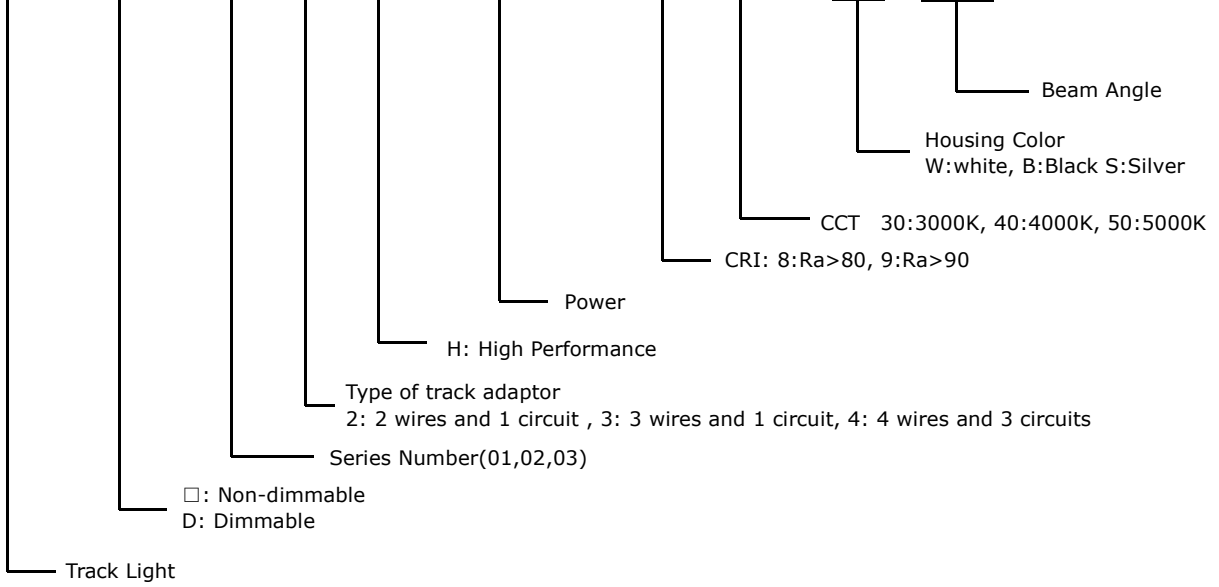 Beam Angle
Housing Color
W:white, B:Black S:Silver
CCT 30:3000K, 40:4000K, 50:5000K
CRI: 8:Ra>80, 9:Ra>90
Power
H: High Performance
Type of track adaptor
2: 2 wires and 1 circuit , 3: 3 wires and 1 circuit, 4: 4 wires and 3 circuits
Series Number(01,02,03)
□: Non-dimmable
D: Dimmable
Track Light